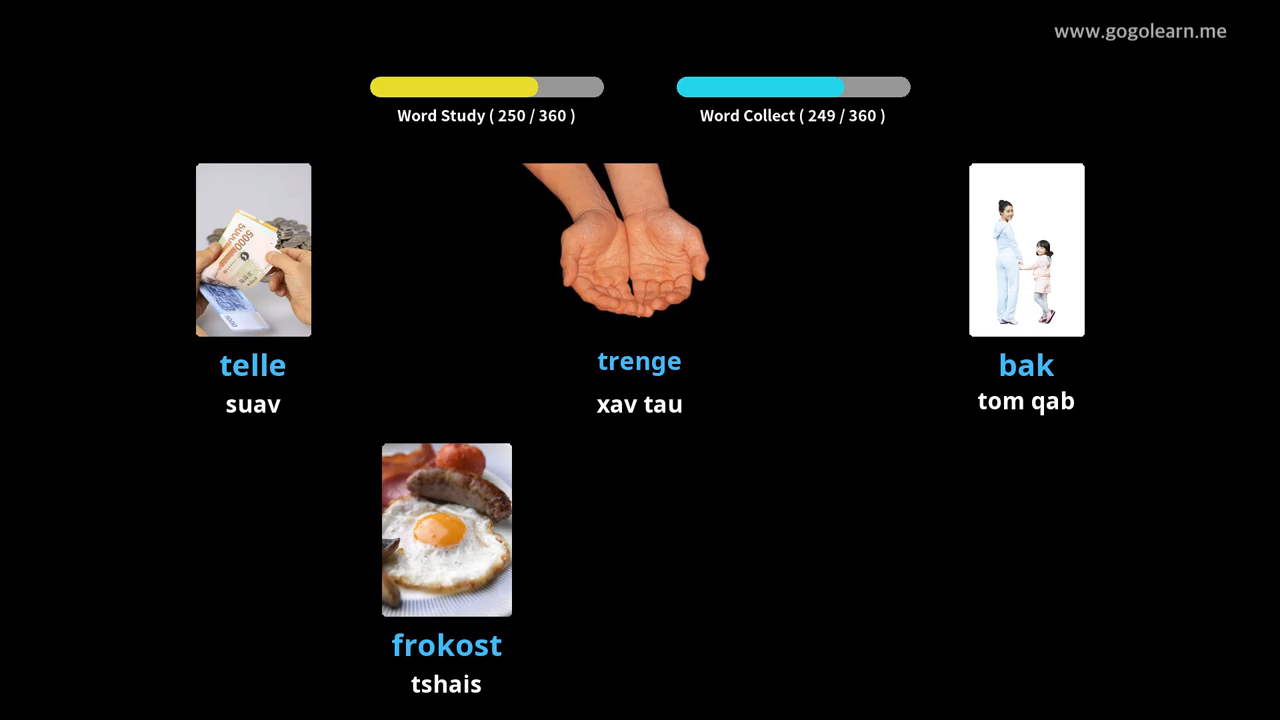 www.gogolearn.me
Word Study ( 250 / 360 )
Word Collect ( 249 / 360 )
telle
suav
trenge
xav tau
bak
tom qab
frokost
tshais